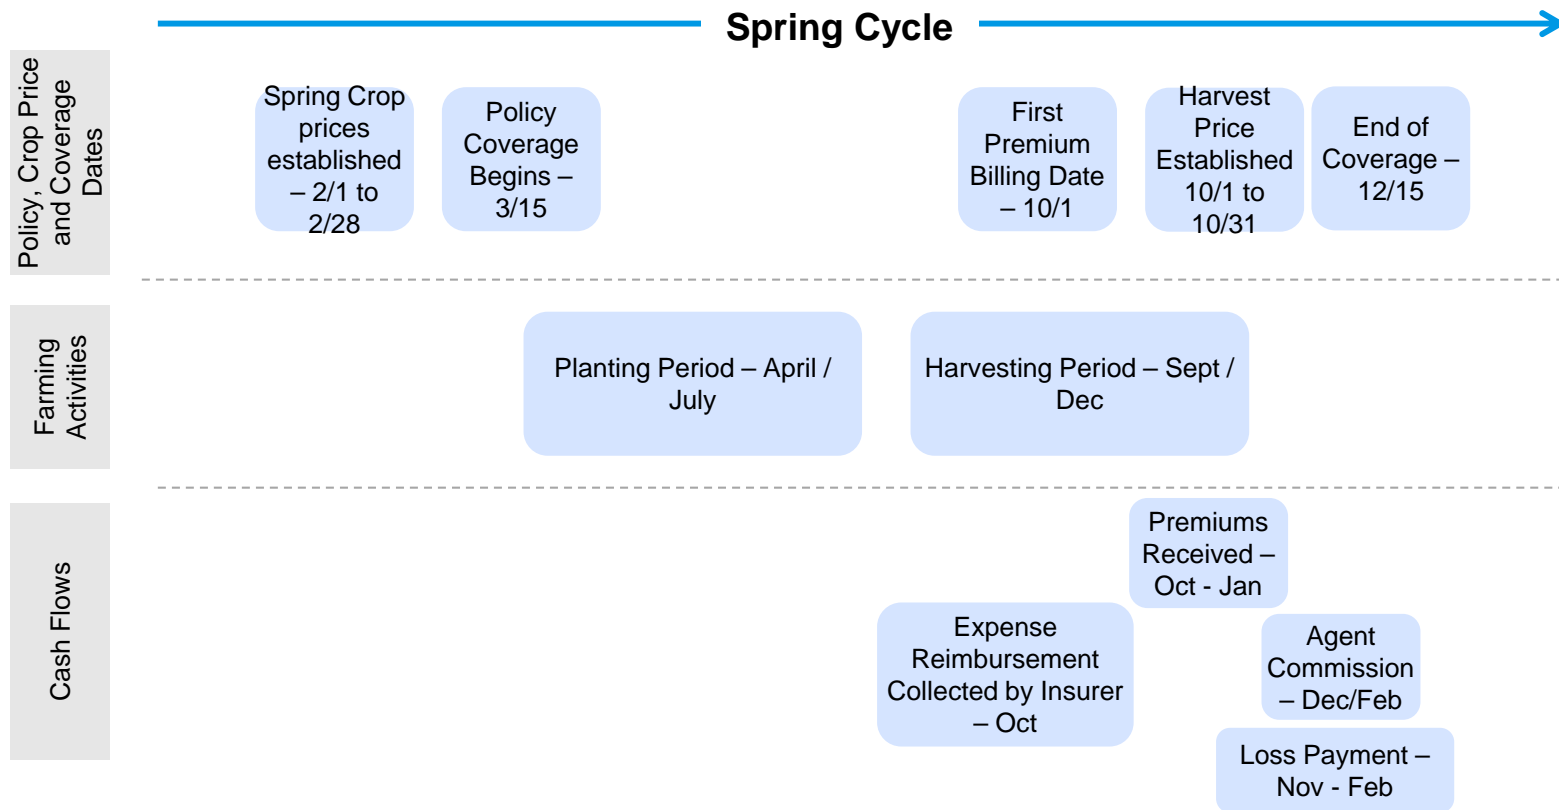 Spring Cycle
Policy, Crop Price
and Coverage
Dates
Spring Crop
prices
established
– 2/1 to
2/28
Policy
Coverage
Begins –
3/15
First
Premium
Billing Date
– 10/1
Harvest
Price
Established
10/1 to
10/31
End of
Coverage –
12/15
Farming
Activities
Planting Period – April /
July
Harvesting Period – Sept /
Dec
Cash Flows
Premiums
Received –
Oct - Jan
Expense
Reimbursement
Collected by Insurer
– Oct
Agent
Commission
– Dec/Feb
Loss Payment –
Nov - Feb